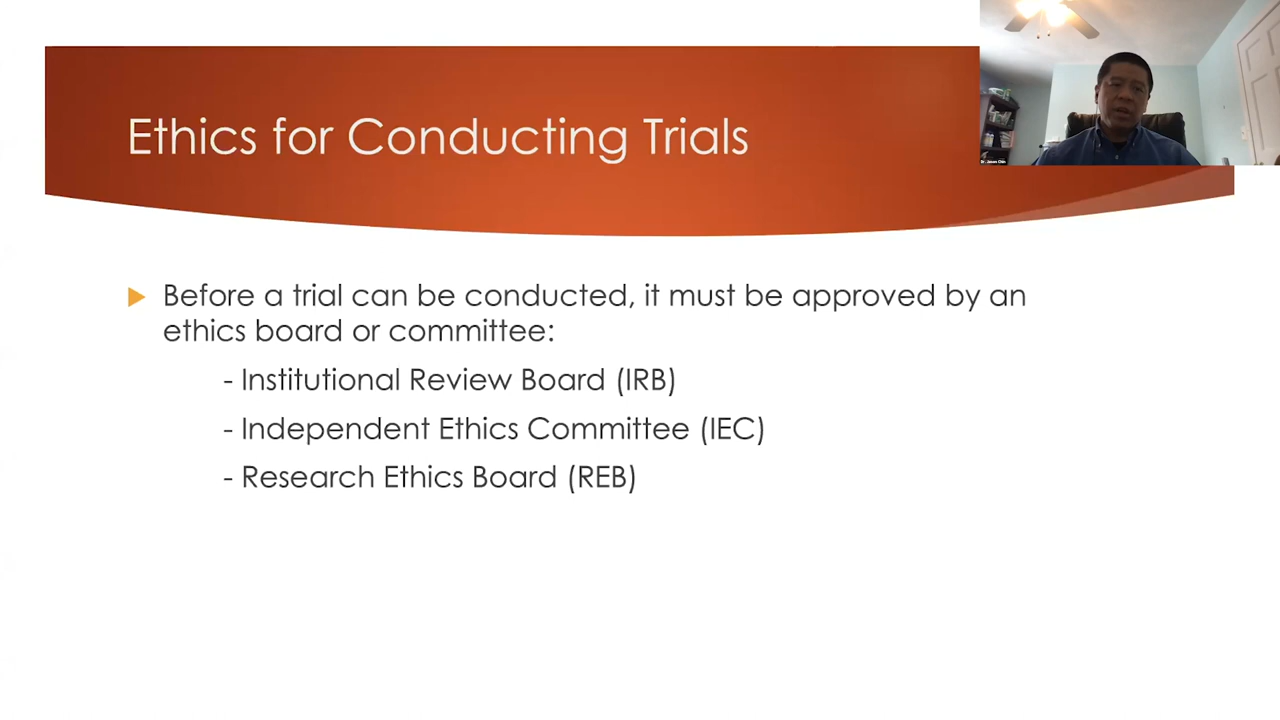 Ethics for Conducting Trials
Before a trial can be conducted, it must be approved by an
ethics board or committee:
- Institutional Review Board (IRB)
- Independent Ethics Committee (IEC)
- Research Ethics Board (REB)